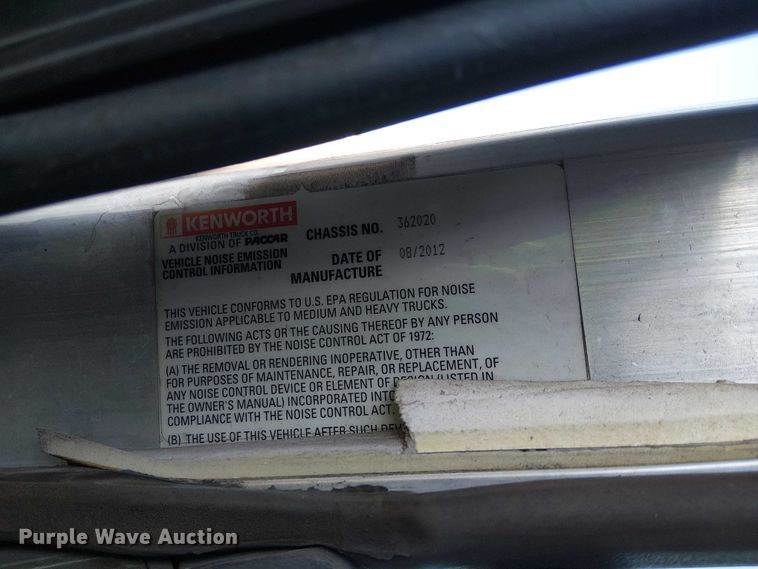 KENWORTH
KENWORTH TRUCK CO.
A DIVISION OF PACCAR
VEHICLE NOISE EMISSION
CONTROL INFORMATION
CHASSIS NO. 362020
DATE OF MANUFACTURE 08/2012
THIS VEHICLE CONFORMS TO U.S. EPA REGULATION FOR NOISE
EMISSION APPLICABLE TO MEDIUM AND HEAVY TRUCKS.
THE FOLLOWING ACTS OR THE CAUSING THEREOF BY ANY PERSON
ARE PROHIBITED BY THE NOISE CONTROL ACT OF 1972:
(A) THE REMOVAL OR RENDERING INOPERATIVE, OTHER THAN
FOR PURPOSES OF MAINTENANCE, REPAIR, OR REPLACEMENT, OF
ANY NOISE CONTROL DEVICE OR ELEMENT OF DESIGN (LISTED IN
THE OWNER'S MANUAL) INCORPORATED INTO
COMPLIANCE WITH THE NOISE CONTROL ACT.
(B) THE USE OF THIS VEHICLE AFTER SUCH
Purple Wave Auction